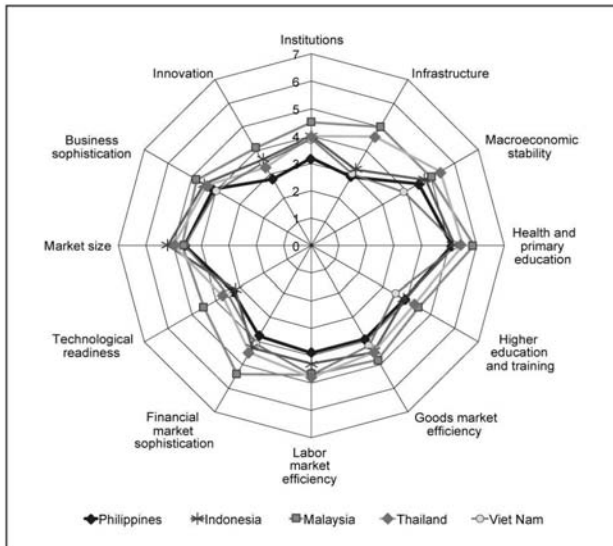 Institutions
Innovation
Infrastructure
Business
sophistication
Macroeconomic
stability
Market size
Health and
primary
education
Technological
readiness
Higher
education
and training
Financial
market
sophistication
Goods market
efficiency
Labor
market
efficiency
7
6
5
4
3
2
1
0
Philippines
Indonesia
Malaysia
Thailand
Viet Nam